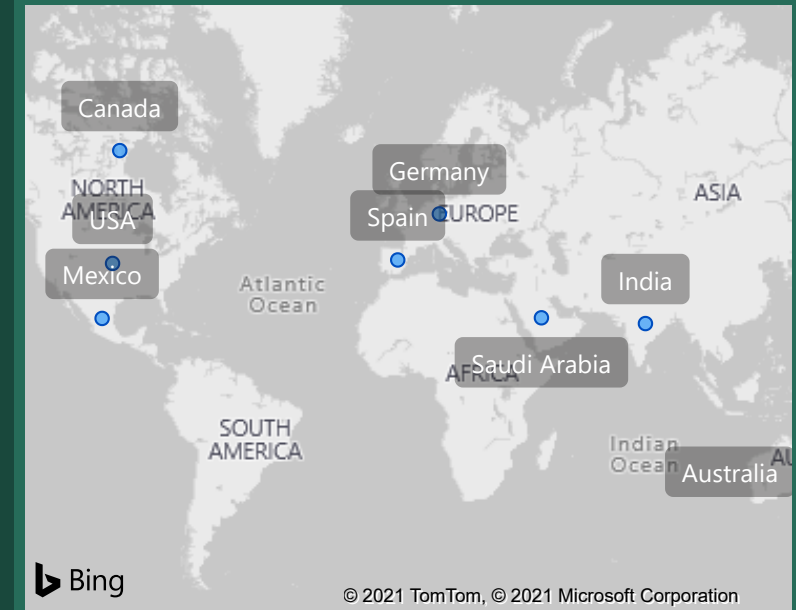 Canada
Germany
NORTH
AMERICA
ASIA
USA
Spain
EUROPE
Mexico
India
Atlantic
Ocean
Saudi Arabia
AFRICA
SOUTH
AMERICA
Indian
Ocean
AU
Australia
Bing
© 2021 TomTom, © 2021 Microsoft Corporation